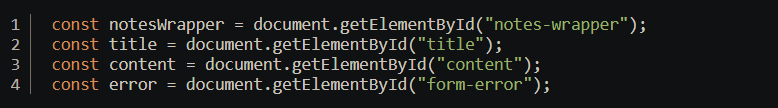 1 const notesWrapper = document.getElementById("notes-wrapper");
2 const title = document.getElementById("title");
3 const content = document.getElementById("content");
4 const error = document.getElementById("form-error");